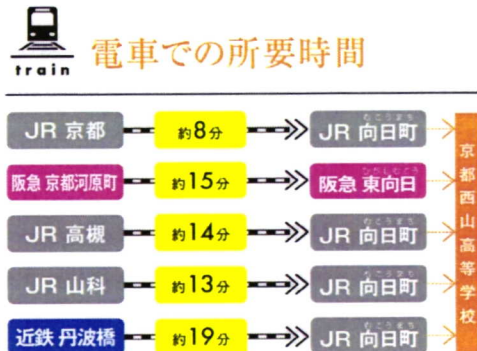 train
電車での所要時間
JR 京都 約8分 JR 向日町
阪急 京都河原町 約15分 阪急 東向日
JR 高槻 約14分 JR 向日町
JR 山科 約13分 JR 向日町
近鉄 丹波橋 約19分 JR 向日町
京都西山高等学校